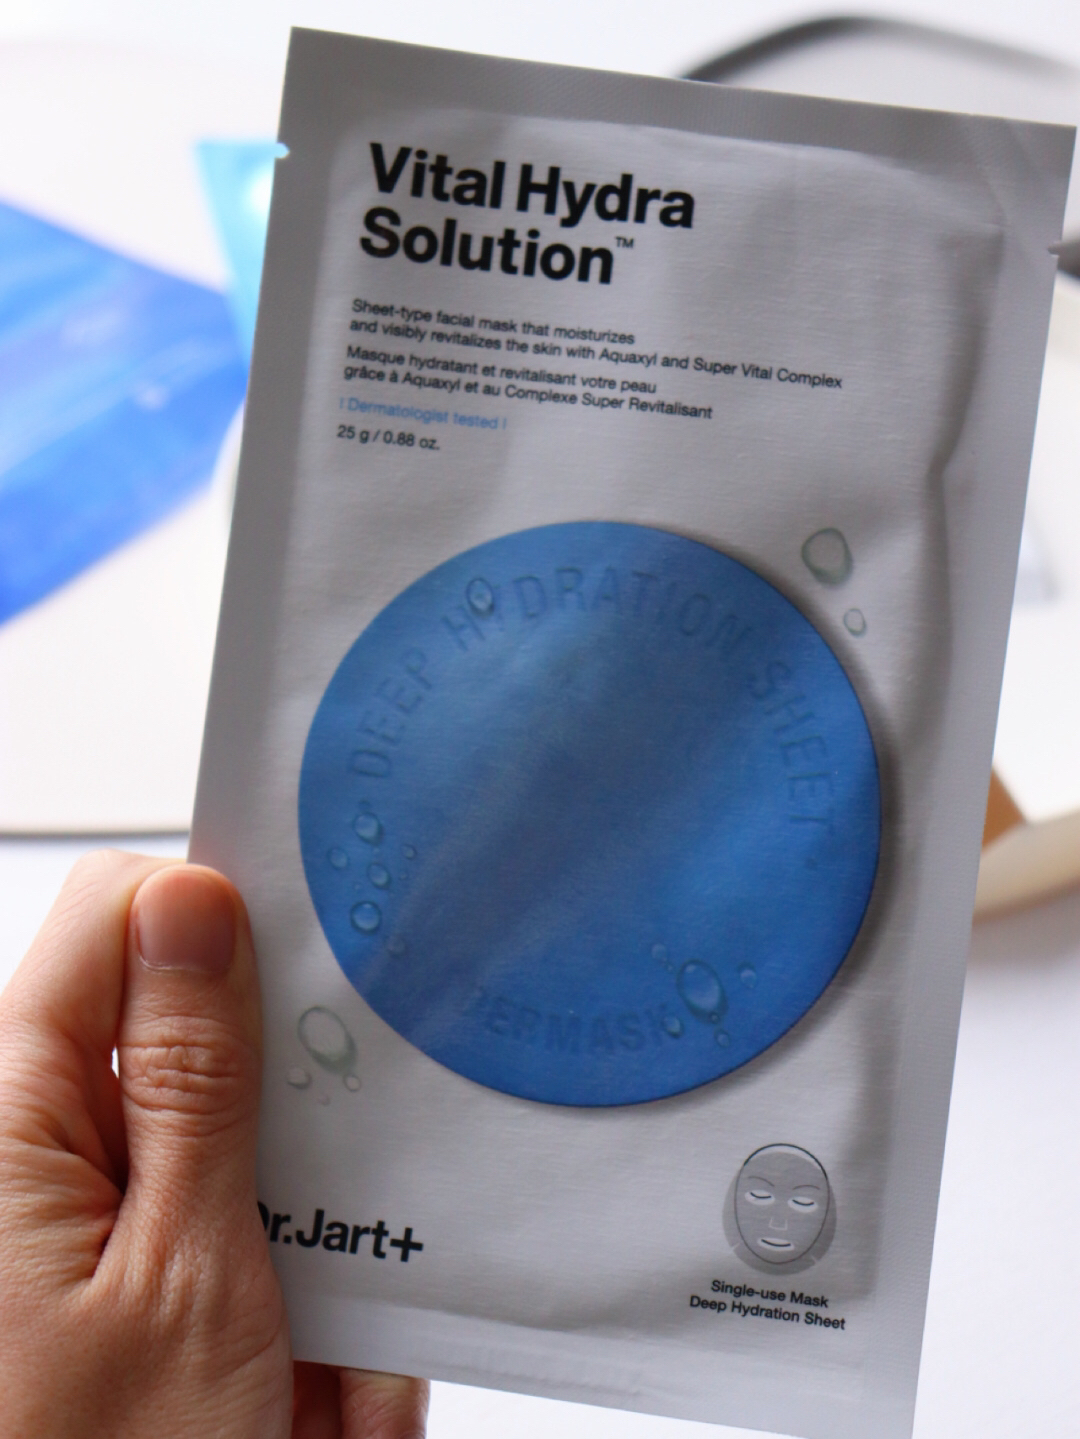 Vital Hydra
Solution™
Sheet-type facial mask that moisturizes
and visibly revitalizes the skin with Aquaxyl and Super Vital Complex
Masque hydratant et revitalisant votre peau
grâce à Aquaxyl et au Complexe Super Revitalisant
| Dermatologist tested |
25 g / 0.88 oz.
DEEP HYDRATION SHEET
DERMASK
Dr.Jart+
Single-use Mask
Deep Hydration Sheet